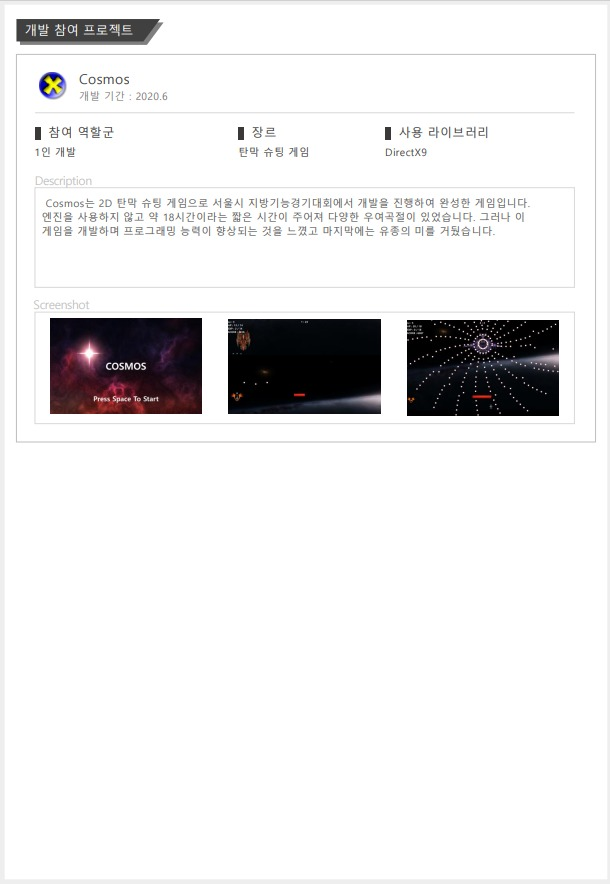 개발 참여 프로젝트
Cosmos
개발 기간 : 2020.6
참여 역할군
장르
사용 라이브러리
1인 개발
탄막 슈팅 게임
DirectX9
Description
Cosmos는 2D 탄막 슈팅 게임으로 서울시 지방기능경기대회에서 개발을 진행하여 완성한 게임입니다.
엔진을 사용하지 않고 약 18시간이라는 짧은 시간이 주어져 다양한 우여곡절이 있었습니다. 그러나 이
게임을 개발하며 프로그래밍 능력이 향상되는 것을 느꼈고 마지막에는 유종의 미를 거뒀습니다.
Screenshot
COSMOS
Press Space To Start